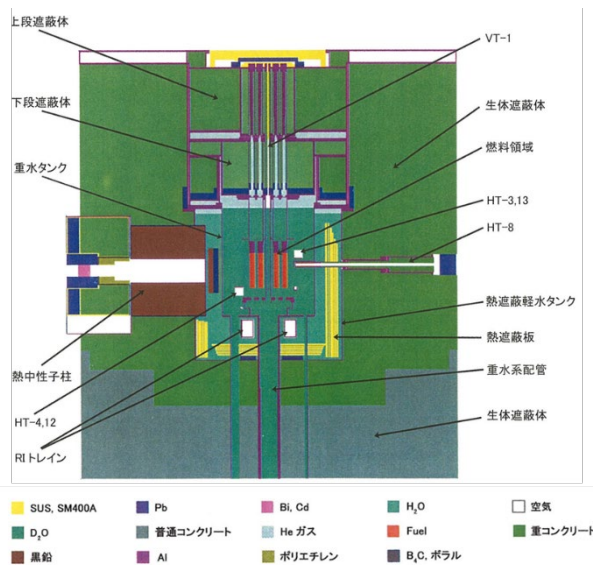 上段遮蔽体
VT-1
下段遮蔽体
生体遮蔽体
燃料領域
重水タンク
HT-3,13
HT-8
熱遮蔽軽水タンク
熱遮蔽板
熱中性子柱
重水系配管
HT-4,12
生体遮蔽体
RIトレイン
SUS, SM400A
Pb
Bi, Cd
H₂O
空気
D₂O
普通コンクリート
Heガス
Fuel
重コンクリート
黒鉛
Al
ポリエチレン
B₄C, ボラル